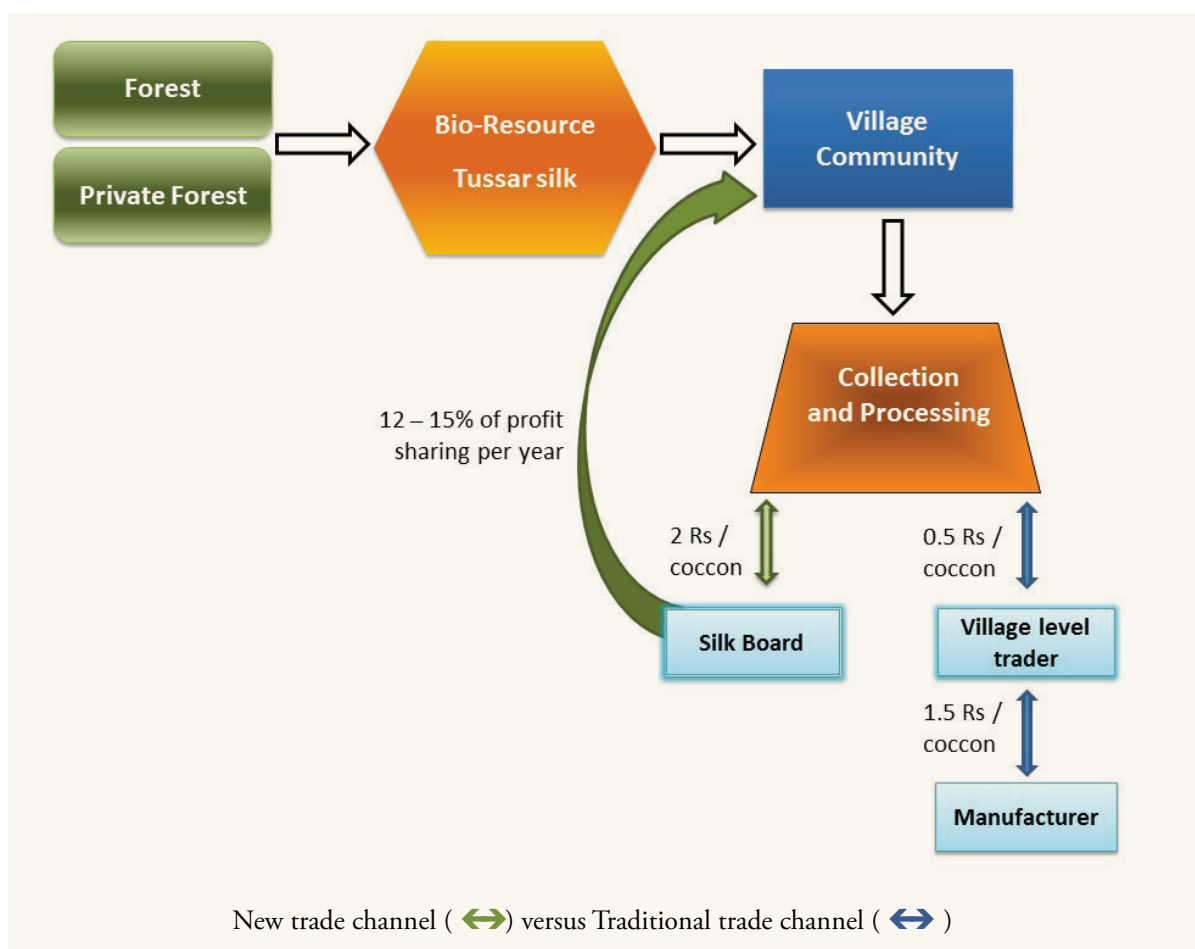 Forest
Private Forest
Bio-Resource
Tussar silk
Village
Community
Collection
and Processing
12 – 15% of profit
sharing per year
2 Rs /
coccon
0.5 Rs /
coccon
Silk Board
Village level
trader
1.5 Rs /
coccon
Manufacturer
New trade channel ( ↔) versus Traditional trade channel ( ↔ )